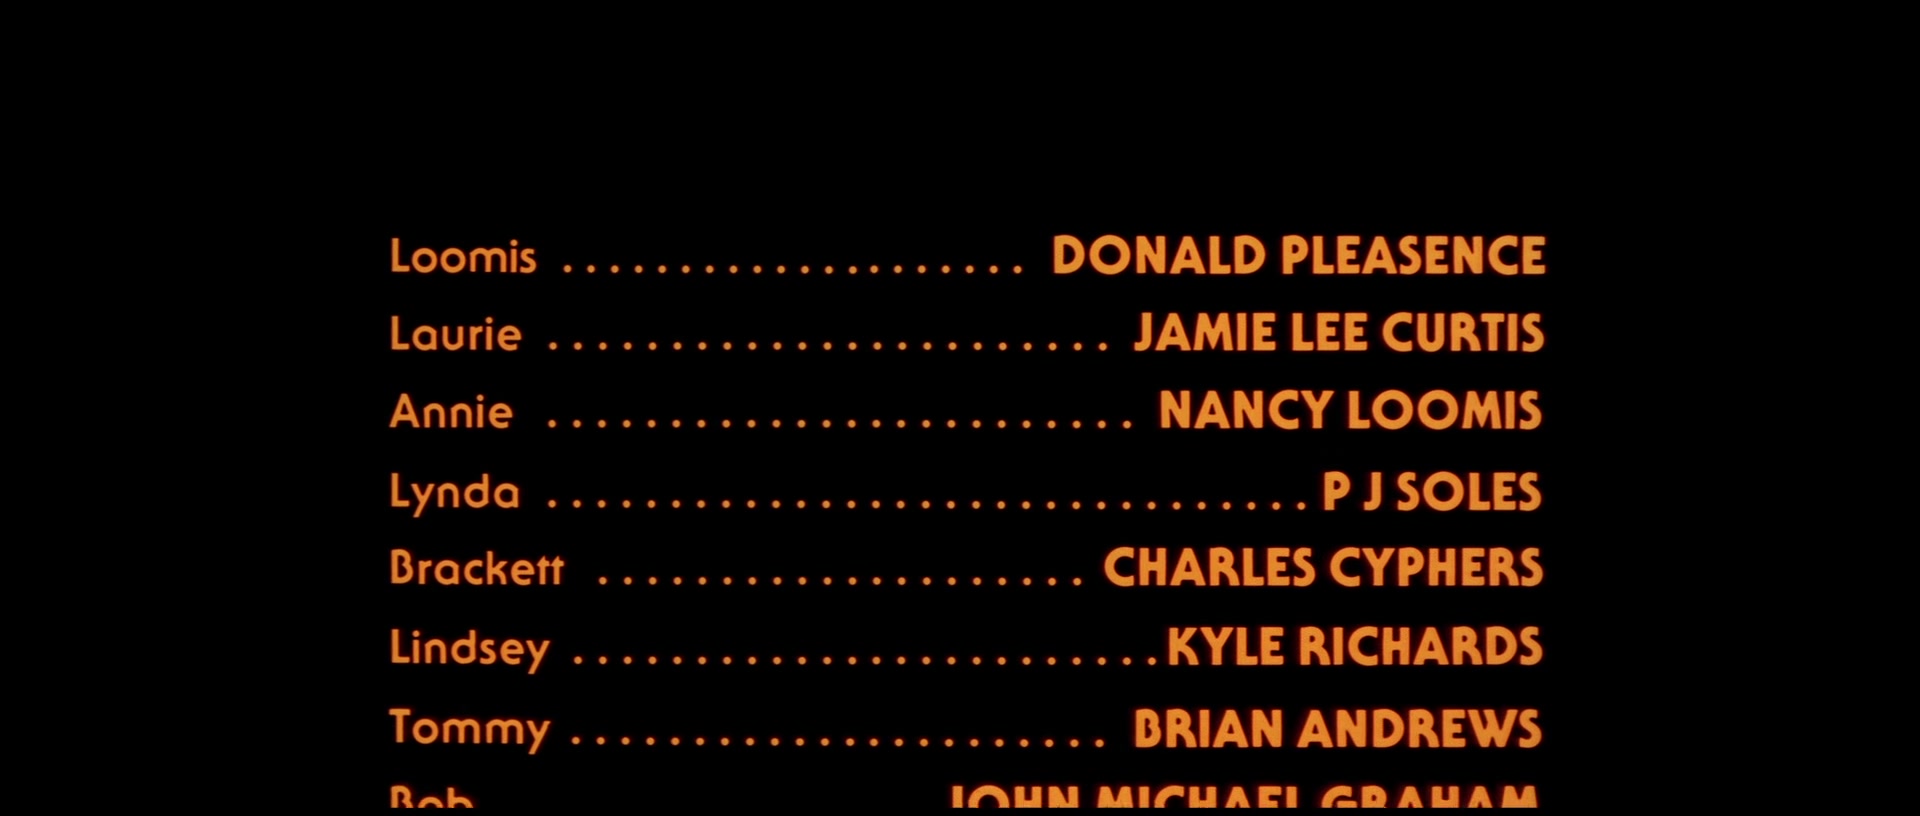 Loomis .................... DONALD PLEASENCE
Laurie ....................... JAMIE LEE CURTIS
Annie ........................ NANCY LOOMIS
Lynda ............................... P J SOLES
Brackett .................... CHARLES CYPHERS
Lindsey ........................ KYLE RICHARDS
Tommy ...................... BRIAN ANDREWS
Bob JOHN MICHAEL GRAHAM